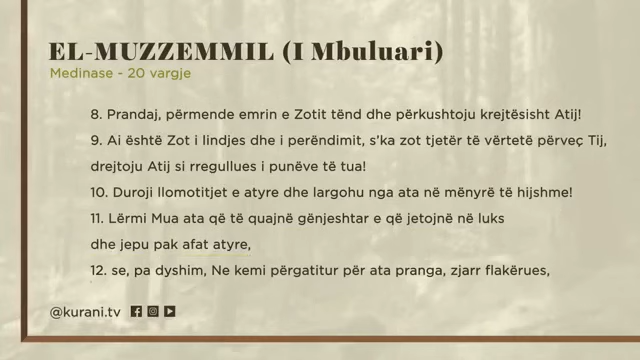 EL-MUZZEMMIL (I Mbuluari)
Medinase - 20 vargje
8. Prandaj, përmende emrin e Zotit tënd dhe përkushtoju krejtësisht Atij!
9. Ai është Zot i lindjes dhe i perëndimit, s'ka zot tjetër të vërtetë përveç Tij,
drejtoju Atij si rregullues i punëve të tua!
10. Duroji llomotitjet e atyre dhe largohu nga ata në mënyrë të hijshme!
11. Lërmi Mua ata që të quajnë gënjeshtar e që jetojnë në luks
dhe jepu pak afat atyre,
12. se, pa dyshim, Ne kemi përgatitur për ata pranga, zjarr flakërues,
@kurani.tv